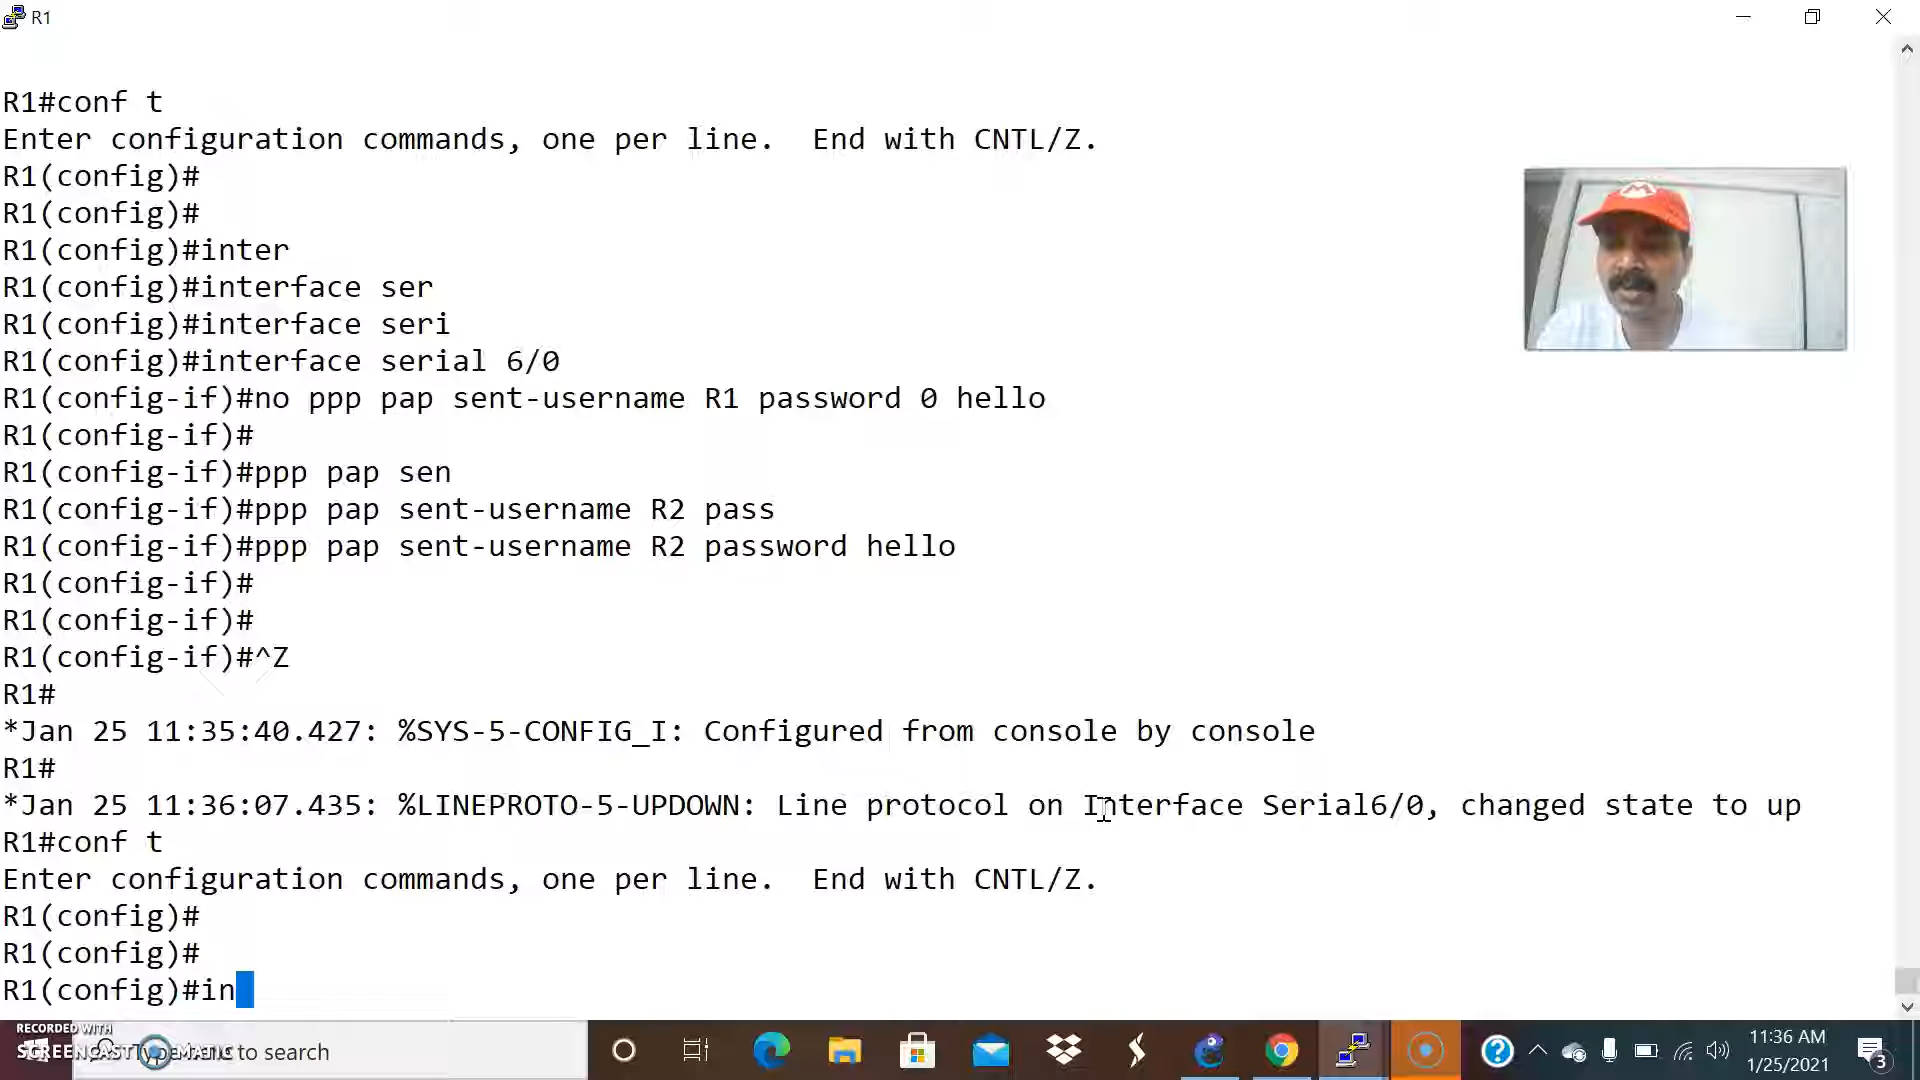 R1
R1#conf t
Enter configuration commands, one per line.  End with CNTL/Z.
R1(config)#
R1(config)#
R1(config)#inter
R1(config)#interface ser
R1(config)#interface seri
R1(config)#interface serial 6/0
R1(config-if)#no ppp pap sent-username R1 password 0 hello
R1(config-if)#
R1(config-if)#ppp pap sen
R1(config-if)#ppp pap sent-username R2 pass
R1(config-if)#ppp pap sent-username R2 password hello
R1(config-if)#
R1(config-if)#
R1(config-if)#^Z
R1#
*Jan 25 11:35:40.427: %SYS-5-CONFIG_I: Configured from console by console
R1#
*Jan 25 11:36:07.435: %LINEPROTO-5-UPDOWN: Line protocol on Interface Serial6/0, changed state to up
R1#conf t
Enter configuration commands, one per line.  End with CNTL/Z.
R1(config)#
R1(config)#
R1(config)#in
RECORDED WITH
SCREENCAST MATIC
Type here to search
11:36 AM
1/25/2021
3